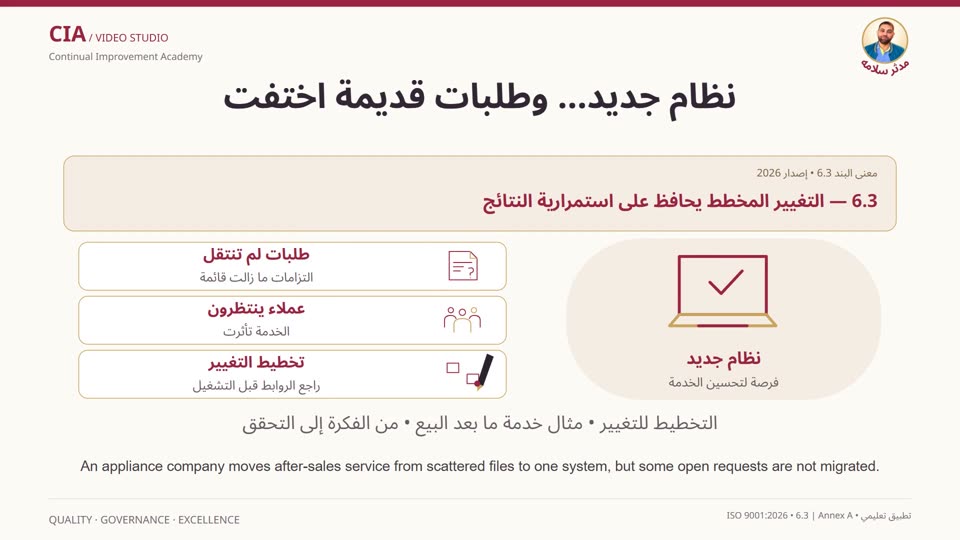 CIA / VIDEO STUDIO
Continual Improvement Academy
مدثر سلامه
نظام جديد... وطلبات قديمة اختفت
معنى البند 6.3 • إصدار 2026
6.3 — التغيير المخطط يحافظ على استمرارية النتائج
نظام جديد
فرصة لتحسين الخدمة
طلبات لم تنتقل
التزامات ما زالت قائمة
عملاء ينتظرون
الخدمة تأثرت
تخطيط التغيير
راجع الروابط قبل التشغيل
التخطيط للتغيير • مثال خدمة ما بعد البيع • من الفكرة إلى التحقق
An appliance company moves after-sales service from scattered files to one system, but some open requests are not migrated.
QUALITY · GOVERNANCE · EXCELLENCE
ISO 9001:2026 • 6.3 | Annex A • تطبيق تعليمي